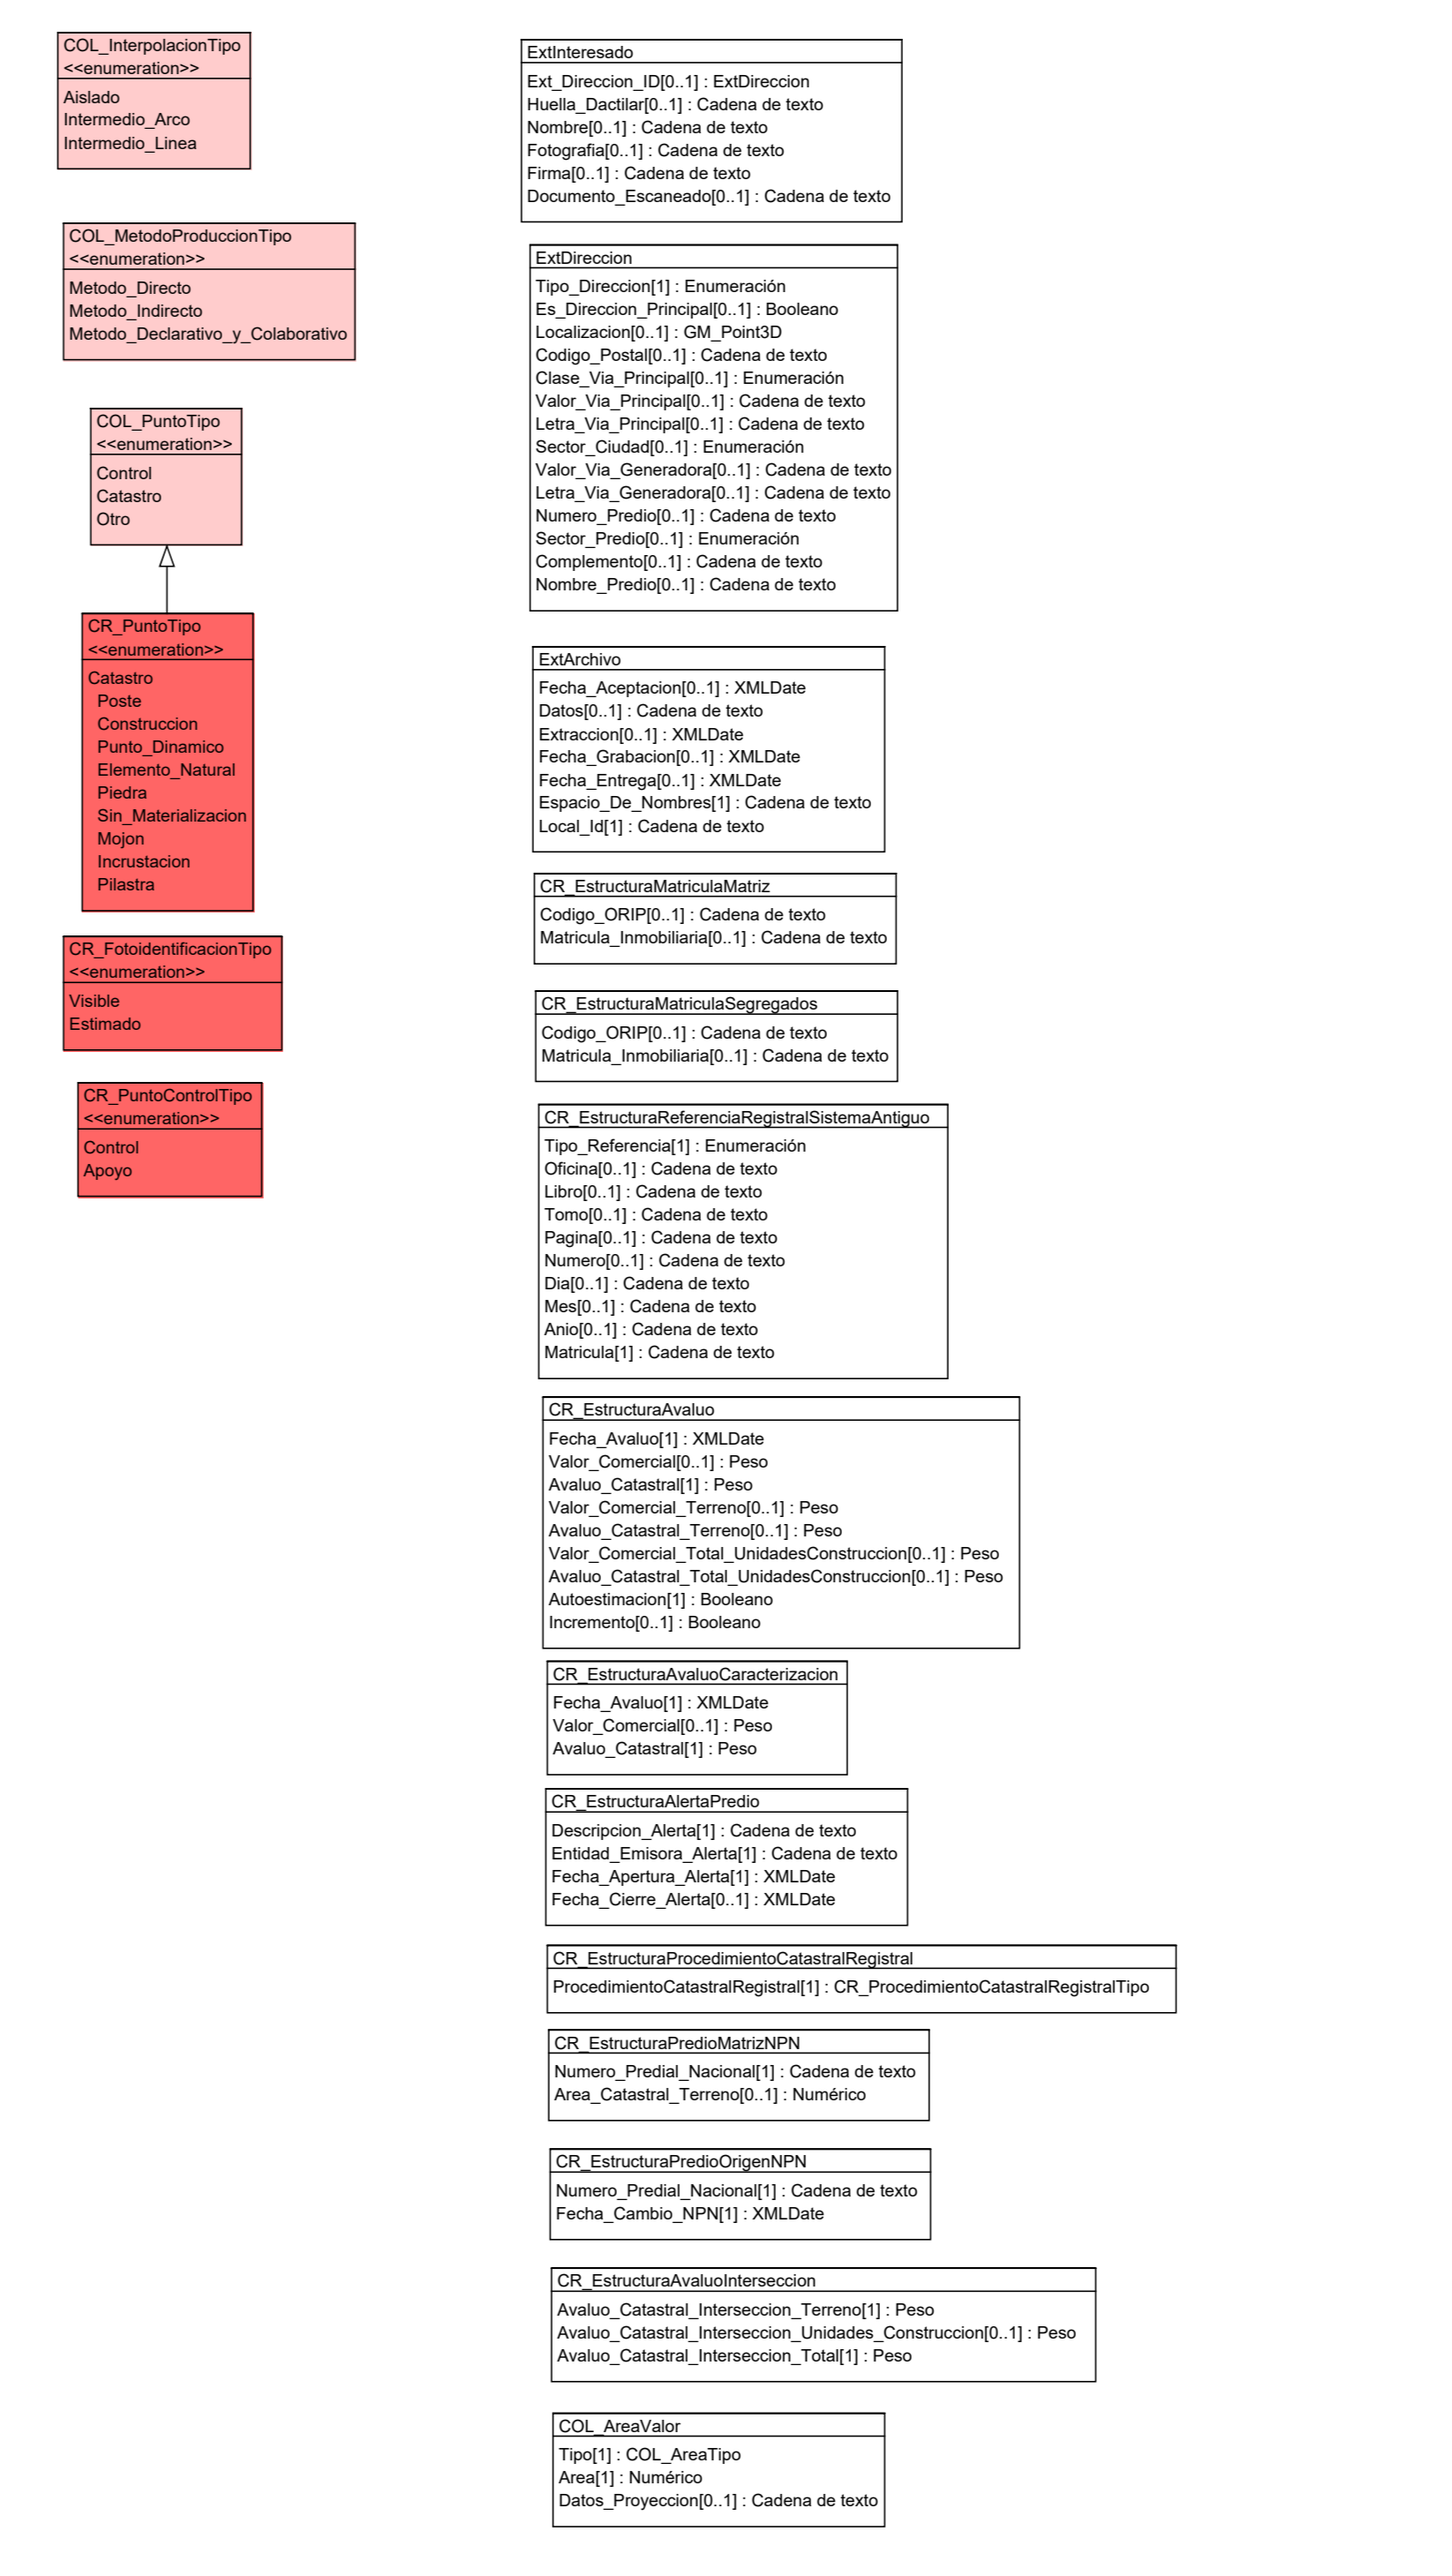 COL_InterpolacionTipo
<<enumeration>>
Aislado
Intermedio_Arco
Intermedio_Linea
COL_MetodoProduccionTipo
<<enumeration>>
Metodo_Directo
Metodo_Indirecto
Metodo_Declarativo_y_Colaborativo
COL_PuntoTipo
<<enumeration>>
Control
Catastro
Otro
CR_PuntoTipo
<<enumeration>>
Catastro
Poste
Construccion
Punto_Dinamico
Elemento_Natural
Piedra
Sin_Materializacion
Mojon
Incrustacion
Pilastra
CR_FotoidentificacionTipo
<<enumeration>>
Visible
Estimado
CR_PuntoControlTipo
<<enumeration>>
Control
Apoyo
ExtInteresado
Ext_Direccion_ID[0..1] : ExtDireccion
Huella_Dactilar[0..1] : Cadena de texto
Nombre[0..1] : Cadena de texto
Fotografia[0..1] : Cadena de texto
Firma[0..1] : Cadena de texto
Documento_Escaneado[0..1] : Cadena de texto
ExtDireccion
Tipo_Direccion[1] : Enumeración
Es_Direccion_Principal[0..1] : Booleano
Localizacion[0..1] : GM_Point3D
Codigo_Postal[0..1] : Cadena de texto
Clase_Via_Principal[0..1] : Enumeración
Valor_Via_Principal[0..1] : Cadena de texto
Letra_Via_Principal[0..1] : Cadena de texto
Sector_Ciudad[0..1] : Enumeración
Valor_Via_Generadora[0..1] : Cadena de texto
Letra_Via_Generadora[0..1] : Cadena de texto
Numero_Predio[0..1] : Cadena de texto
Sector_Predio[0..1] : Enumeración
Complemento[0..1] : Cadena de texto
Nombre_Predio[0..1] : Cadena de texto
ExtArchivo
Fecha_Aceptacion[0..1] : XMLDate
Datos[0..1] : Cadena de texto
Extraccion[0..1] : XMLDate
Fecha_Grabacion[0..1] : XMLDate
Fecha_Entrega[0..1] : XMLDate
Espacio_De_Nombres[1] : Cadena de texto
Local_Id[1] : Cadena de texto
CR_EstructuraMatriculaMatriz
Codigo_ORIP[0..1] : Cadena de texto
Matricula_Inmobiliaria[0..1] : Cadena de texto
CR_EstructuraMatriculaSegregados
Codigo_ORIP[0..1] : Cadena de texto
Matricula_Inmobiliaria[0..1] : Cadena de texto
CR_EstructuraReferenciaRegistralSistemaAntiguo
Tipo_Referencia[1] : Enumeración
Oficina[0..1] : Cadena de texto
Libro[0..1] : Cadena de texto
Tomo[0..1] : Cadena de texto
Pagina[0..1] : Cadena de texto
Numero[0..1] : Cadena de texto
Dia[0..1] : Cadena de texto
Mes[0..1] : Cadena de texto
Anio[0..1] : Cadena de texto
Matricula[1] : Cadena de texto
CR_EstructuraAvaluo
Fecha_Avaluo[1] : XMLDate
Valor_Comercial[0..1] : Peso
Avaluo_Catastral[1] : Peso
Valor_Comercial_Terreno[0..1] : Peso
Avaluo_Catastral_Terreno[0..1] : Peso
Valor_Comercial_Total_UnidadesConstruccion[0..1] : Peso
Avaluo_Catastral_Total_UnidadesConstruccion[0..1] : Peso
Autoestimacion[1] : Booleano
Incremento[0..1] : Booleano
CR_EstructuraAvaluoCaracterizacion
Fecha_Avaluo[1] : XMLDate
Valor_Comercial[0..1] : Peso
Avaluo_Catastral[1] : Peso
CR_EstructuraAlertaPredio
Descripcion_Alerta[1] : Cadena de texto
Entidad_Emisora_Alerta[1] : Cadena de texto
Fecha_Apertura_Alerta[1] : XMLDate
Fecha_Cierre_Alerta[0..1] : XMLDate
CR_EstructuraProcedimientoCatastralRegistral
ProcedimientoCatastralRegistral[1] : CR_ProcedimientoCatastralRegistralTipo
CR_EstructuraPredioMatrizNPN
Numero_Predial_Nacional[1] : Cadena de texto
Area_Catastral_Terreno[0..1] : Numérico
CR_EstructuraPredioOrigenNPN
Numero_Predial_Nacional[1] : Cadena de texto
Fecha_Cambio_NPN[1] : XMLDate
CR_EstructuraAvaluoInterseccion
Avaluo_Catastral_Interseccion_Terreno[1] : Peso
Avaluo_Catastral_Interseccion_Unidades_Construccion[0..1] : Peso
Avaluo_Catastral_Interseccion_Total[1] : Peso
COL_AreaValor
Tipo[1] : COL_AreaTipo
Area[1] : Numérico
Datos_Proyeccion[0..1] : Cadena de texto